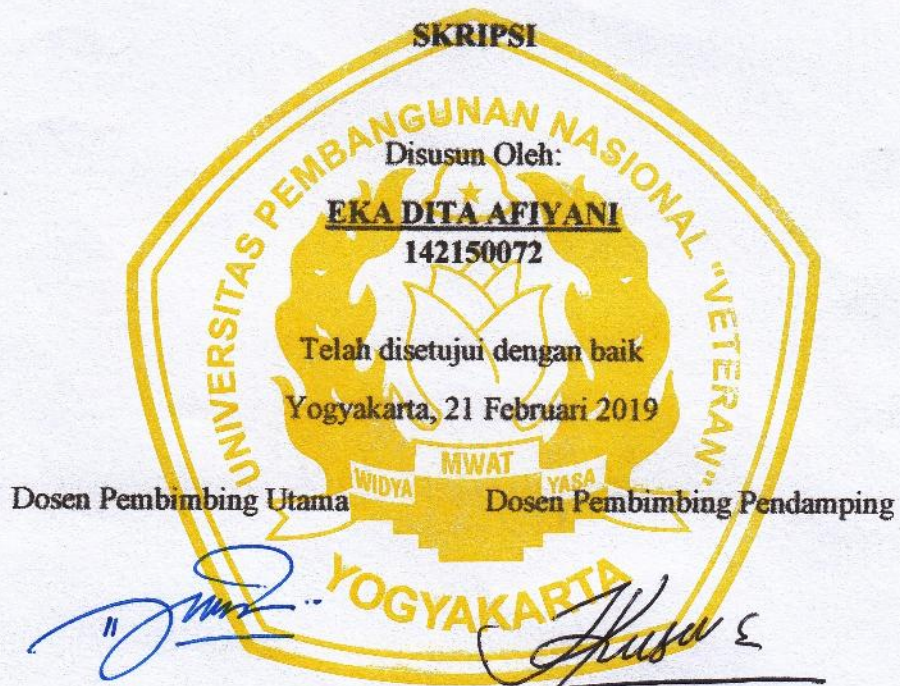 SKRIPSI
UNIVERSITAS PEMBANGUNAN NASIONAL "VETERAN"
Disusun Oleh:
EKA DITA AFIYANI
142150072
Telah disetujui dengan baik
Yogyakarta, 21 Februari 2019
WIDYA MWAT YASA
Dosen Pembimbing Utama Dosen Pembimbing Pendamping
YOGYAKARTA